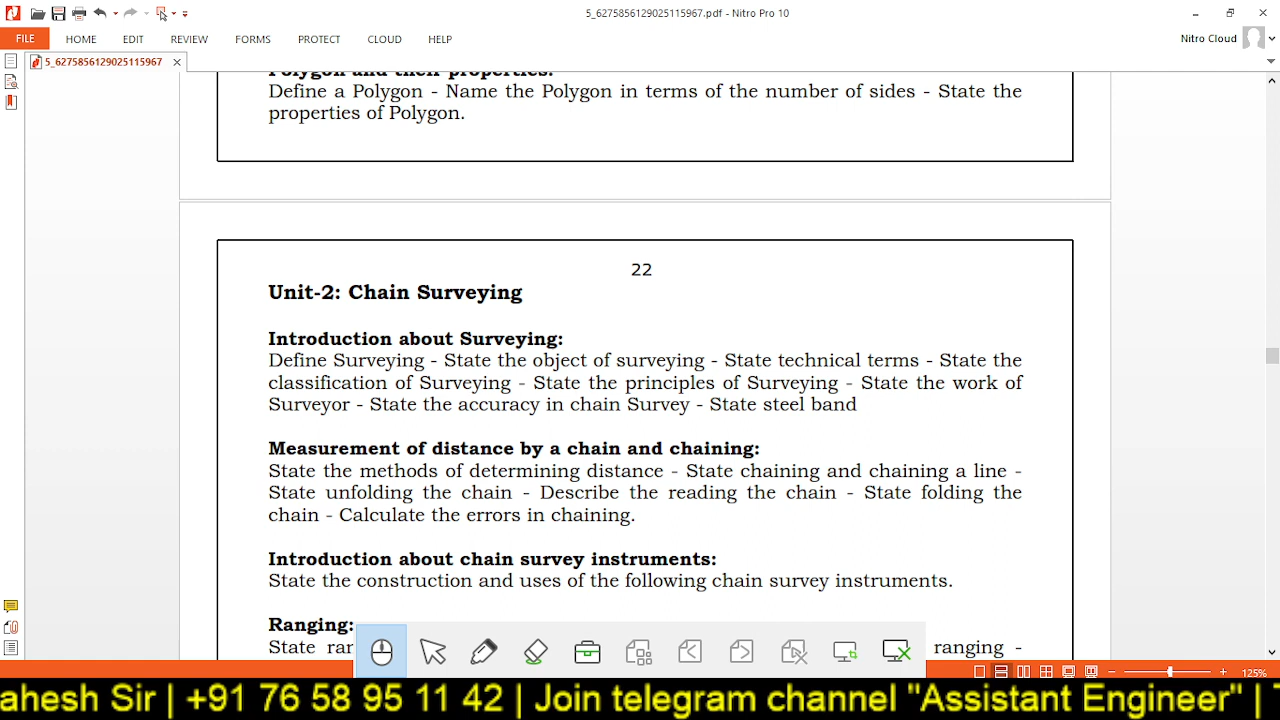 5_6275856129025115967.pdf - Nitro Pro 10
FILE HOME EDIT REVIEW FORMS PROTECT CLOUD HELP
Nitro Cloud
5_6275856129025115967
Polygon and their properties:
Define a Polygon - Name the Polygon in terms of the number of sides - State the
properties of Polygon.
22
Unit-2: Chain Surveying
Introduction about Surveying:
Define Surveying - State the object of surveying - State technical terms - State the
classification of Surveying - State the principles of Surveying - State the work of
Surveyor - State the accuracy in chain Survey - State steel band
Measurement of distance by a chain and chaining:
State the methods of determining distance - State chaining and chaining a line -
State unfolding the chain - Describe the reading the chain - State folding the
chain - Calculate the errors in chaining.
Introduction about chain survey instruments:
State the construction and uses of the following chain survey instruments.
Ranging:
State ranging -
125%
ahesh Sir | +91 76 58 95 11 42 | Join telegram channel "Assistant Engineer" |